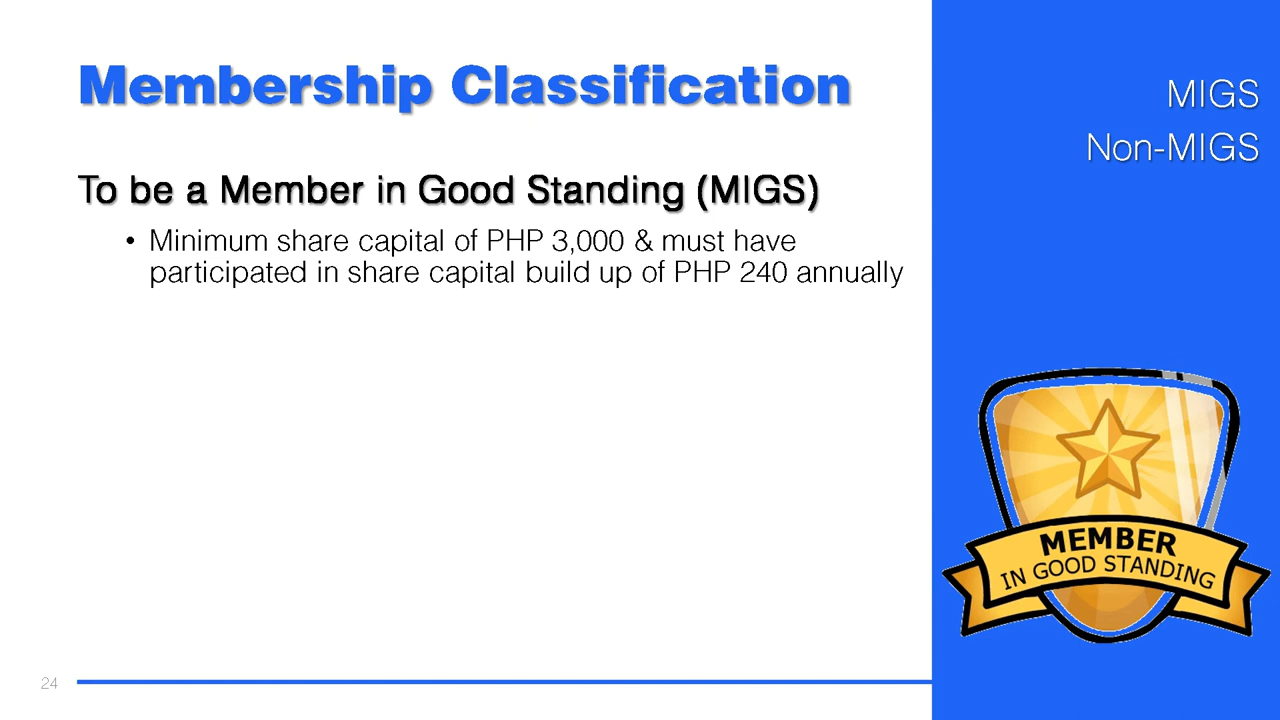 Membership Classification
To be a Member in Good Standing (MIGS)
• Minimum share capital of PHP 3,000 & must have
participated in share capital build up of PHP 240 annually
MIGS
Non-MIGS
MEMBER
IN GOOD STANDING
24